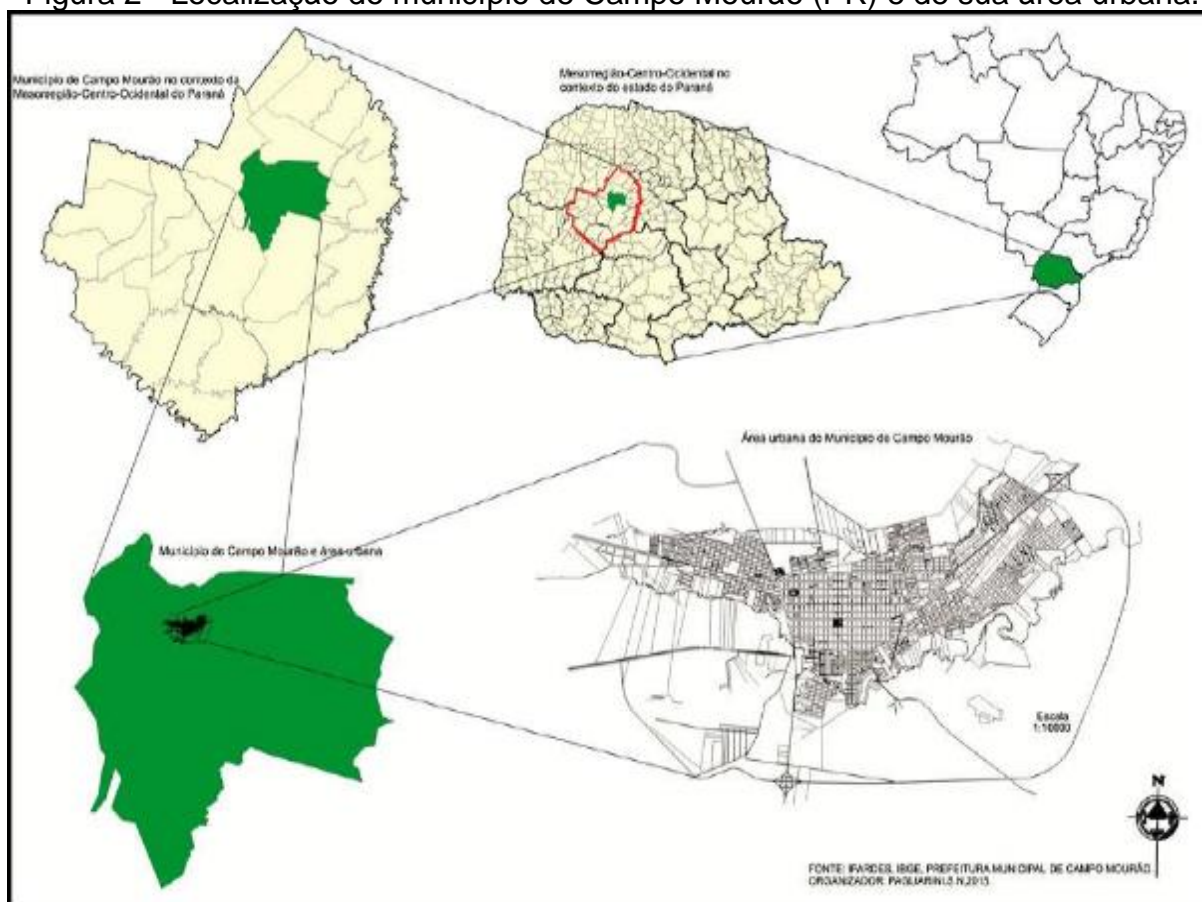 Figura 2 - Localização do município de Campo Mourão (PR) e de sua área urbana.
Município de Campo Mourão no contexto da
Mesorregião-Centro-Ocidental do Paraná
Mesorregião-Centro-Ocidental no
contexto do estado do Paraná
Área urbana do Município de Campo Mourão
Município de Campo Mourão e área-urbana
Escala
1:10000
N
FONTE: IPARDES, IBGE, PREFEITURA MUNICIPAL DE CAMPO MOURÃO
ORGANIZADOR: PAGLIARINI,S.N,2015